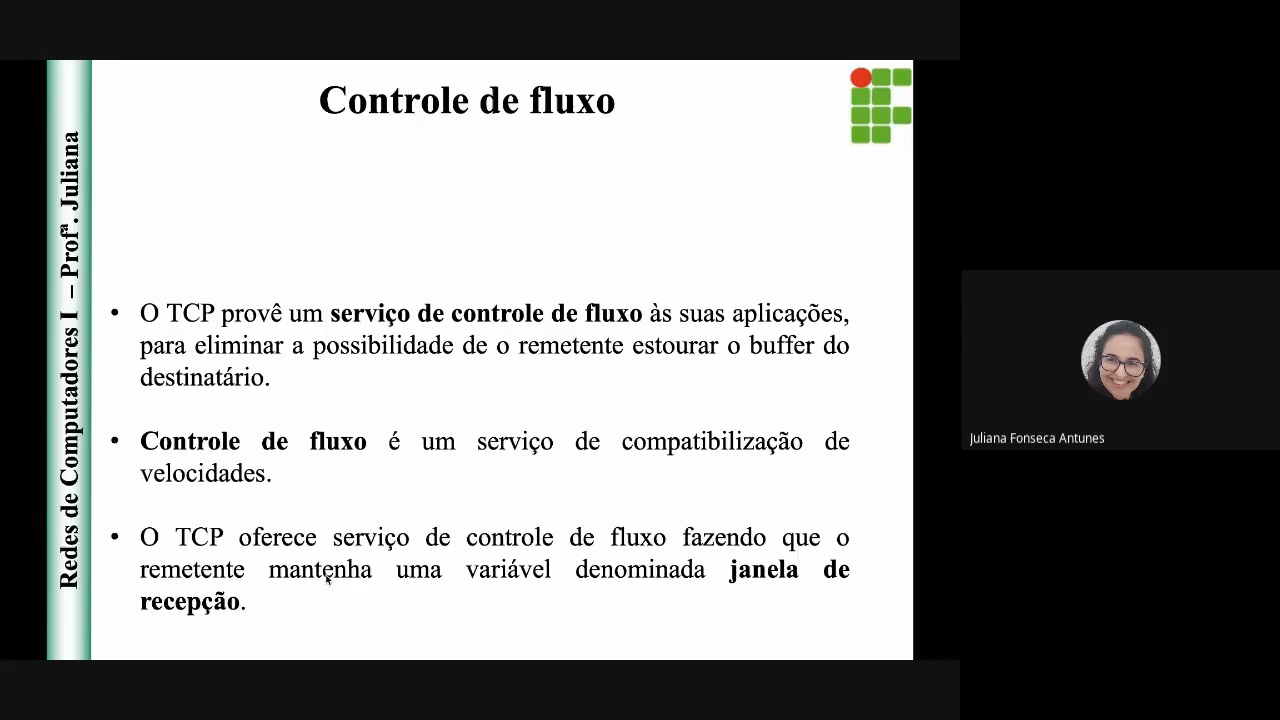 Controle de fluxo
Redes de Computadores I – Profª. Juliana
• O TCP provê um serviço de controle de fluxo às suas aplicações,
para eliminar a possibilidade de o remetente estourar o buffer do
destinatário.
• Controle de fluxo é um serviço de compatibilização de
velocidades.
• O TCP oferece serviço de controle de fluxo fazendo que o
remetente mantenha uma variável denominada janela de
recepção.
Juliana Fonseca Antunes